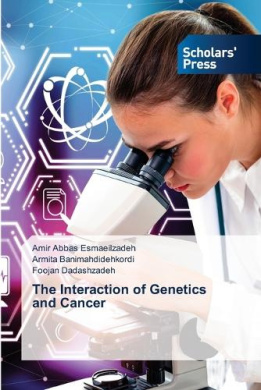 Scholars'
Press
Amir Abbas Esmaeilzadeh
Armita Banimahdidehkordi
Foojan Dadashzadeh
The Interaction of Genetics
and Cancer